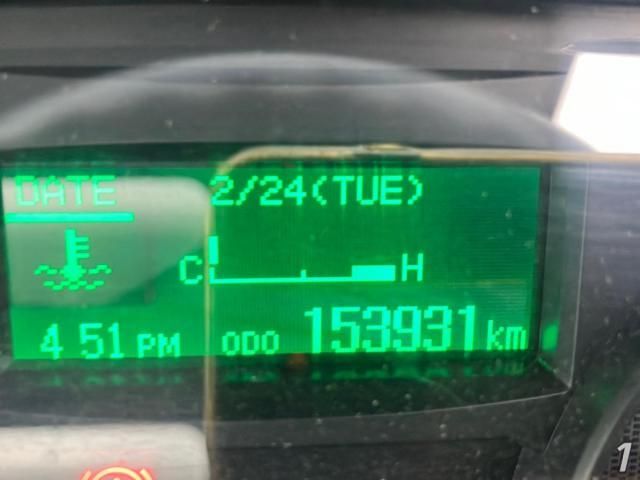 DATE 2/24(TUE)
C H
4 51 PM ODO 153931 km
1